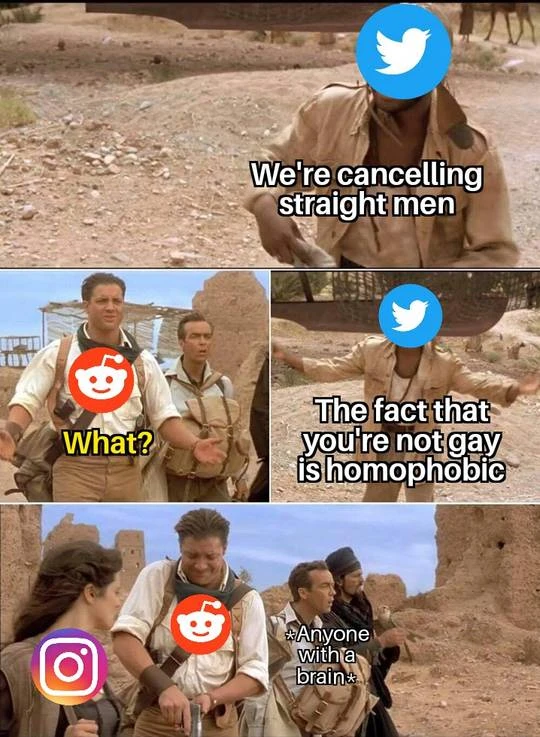 We're cancelling
straight men
What?
The fact that
you're not gay
is homophobic
*Anyone
with a
brain*